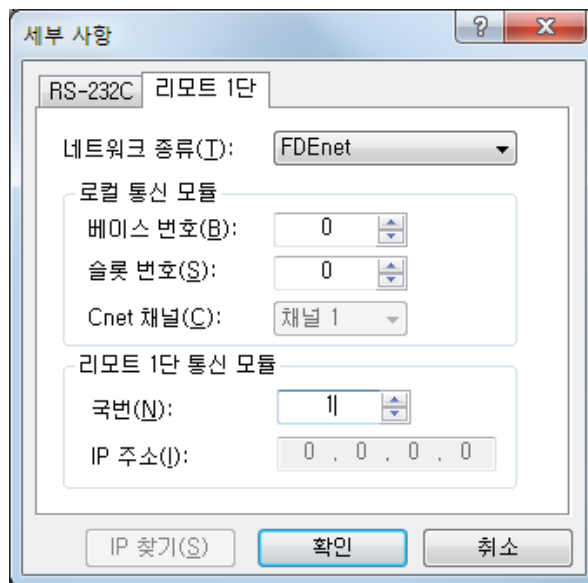 세부 사항
RS-232C 리모트 1단
네트워크 종류(T): FDEnet
로컬 통신 모듈
베이스 번호(B): 0
슬롯 번호(S): 0
Cnet 채널(C): 채널 1
리모트 1단 통신 모듈
국번(N): 1
IP 주소(I): 0 . 0 . 0 . 0
IP 찾기(S) 확인 취소